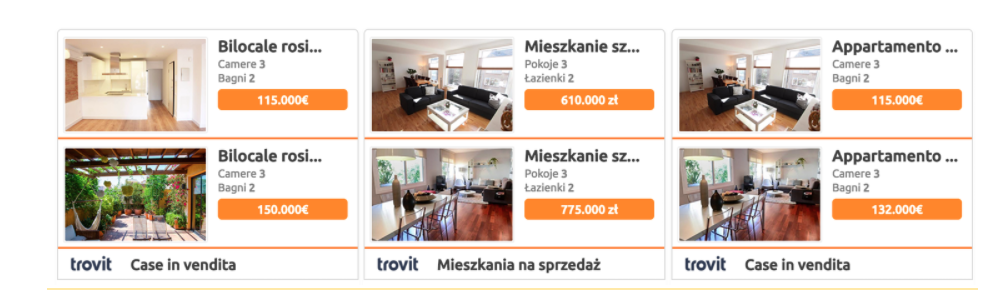 Bilocale rosi...
Camere 3
Bagni 2
115.000€
Bilocale rosi...
Camere 3
Bagni 2
150.000€
trovit Case in vendita
Mieszkanie sz...
Pokoje 3
Łazienki 2
610.000 zł
Mieszkanie sz...
Pokoje 3
Łazienki 2
775.000 zł
trovit Mieszkania na sprzedaż
Appartamento ...
Camere 3
Bagni 2
115.000€
Appartamento ...
Camere 3
Bagni 2
132.000€
trovit Case in vendita